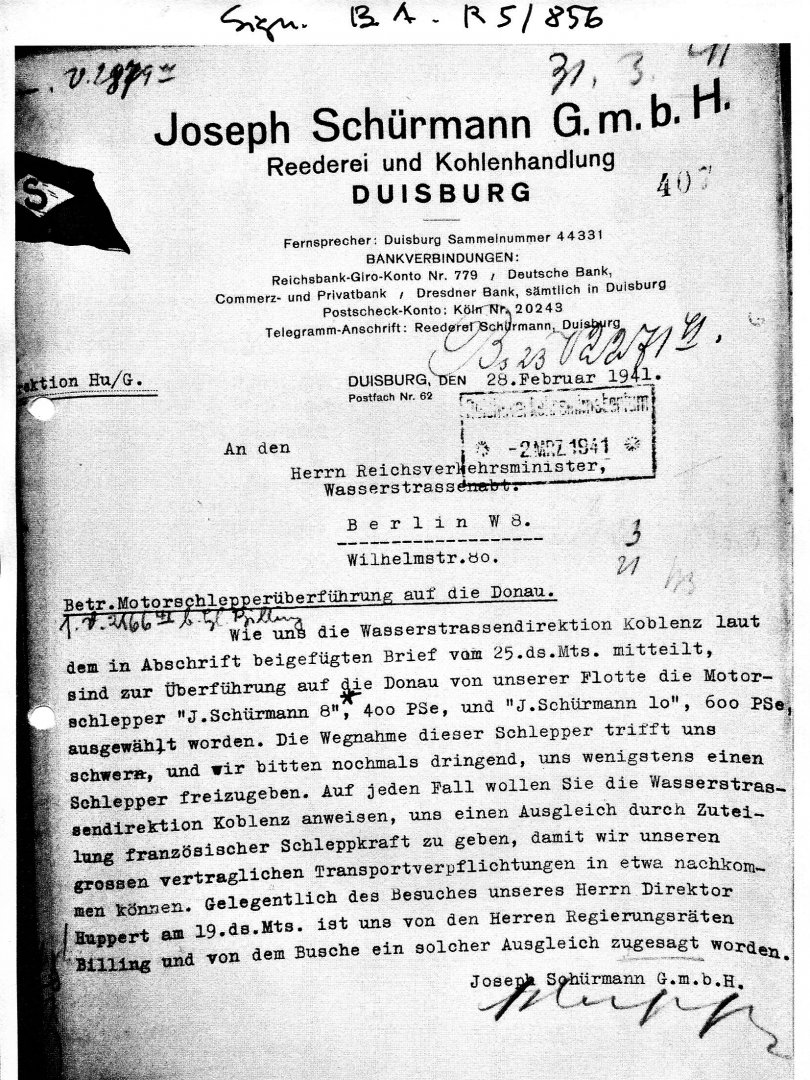 Sign. B.A. R 5/856
31. 3. 41
Joseph Schürmann G.m.b.H.
Reederei und Kohlenhandlung
DUISBURG
407
S
Fernsprecher: Duisburg Sammelnummer 44331
BANKVERBINDUNGEN:
Reichsbank-Giro-Konto Nr. 779 / Deutsche Bank,
Commerz- und Privatbank / Dresdner Bank, sämtlich in Duisburg
Postscheck-Konto: Köln Nr. 20243
Telegramm-Anschrift: Reederei Schürmann, Duisburg
ektion Hu/G.
DUISBURG, DEN 28.Februar 1941.
Postfach Nr. 62
Reichsverkehrsministerium
-2.MRZ.1941
An den
Herrn Reichsverkehrsminister,
Wasserstrassenabt.
Berlin W 8.
Wilhelmstr.80.
3
21
Betr.Motorschlepperüberführung auf die Donau.
Wie uns die Wasserstrassendirektion Koblenz laut
dem in Abschrift beigefügten Brief vom 25.ds.Mts. mitteilt,
sind zur Überführung auf die Donau von unserer Flotte die Motor-
schlepper "J.Schürmann 8", 400 PSe, und "J.Schürmann 10", 600 PSe,
ausgewählt worden. Die Wegnahme dieser Schlepper trifft uns
schwer, und wir bitten nochmals dringend, uns wenigstens einen
Schlepper freizugeben. Auf jeden Fall wollen Sie die Wasserstras-
sendirektion Koblenz anweisen, uns einen Ausgleich durch Zutei-
lung französischer Schleppkraft zu geben, damit wir unseren
grossen vertraglichen Transportverpflichtungen in etwa nachkom-
men können. Gelegentlich des Besuches unseres Herrn Direktor
Huppert am 19.ds.Mts. ist uns von den Herren Regierungsräten
Billing und von dem Busche ein solcher Ausgleich zugesagt worden.
Joseph Schürmann G.m.b.H.